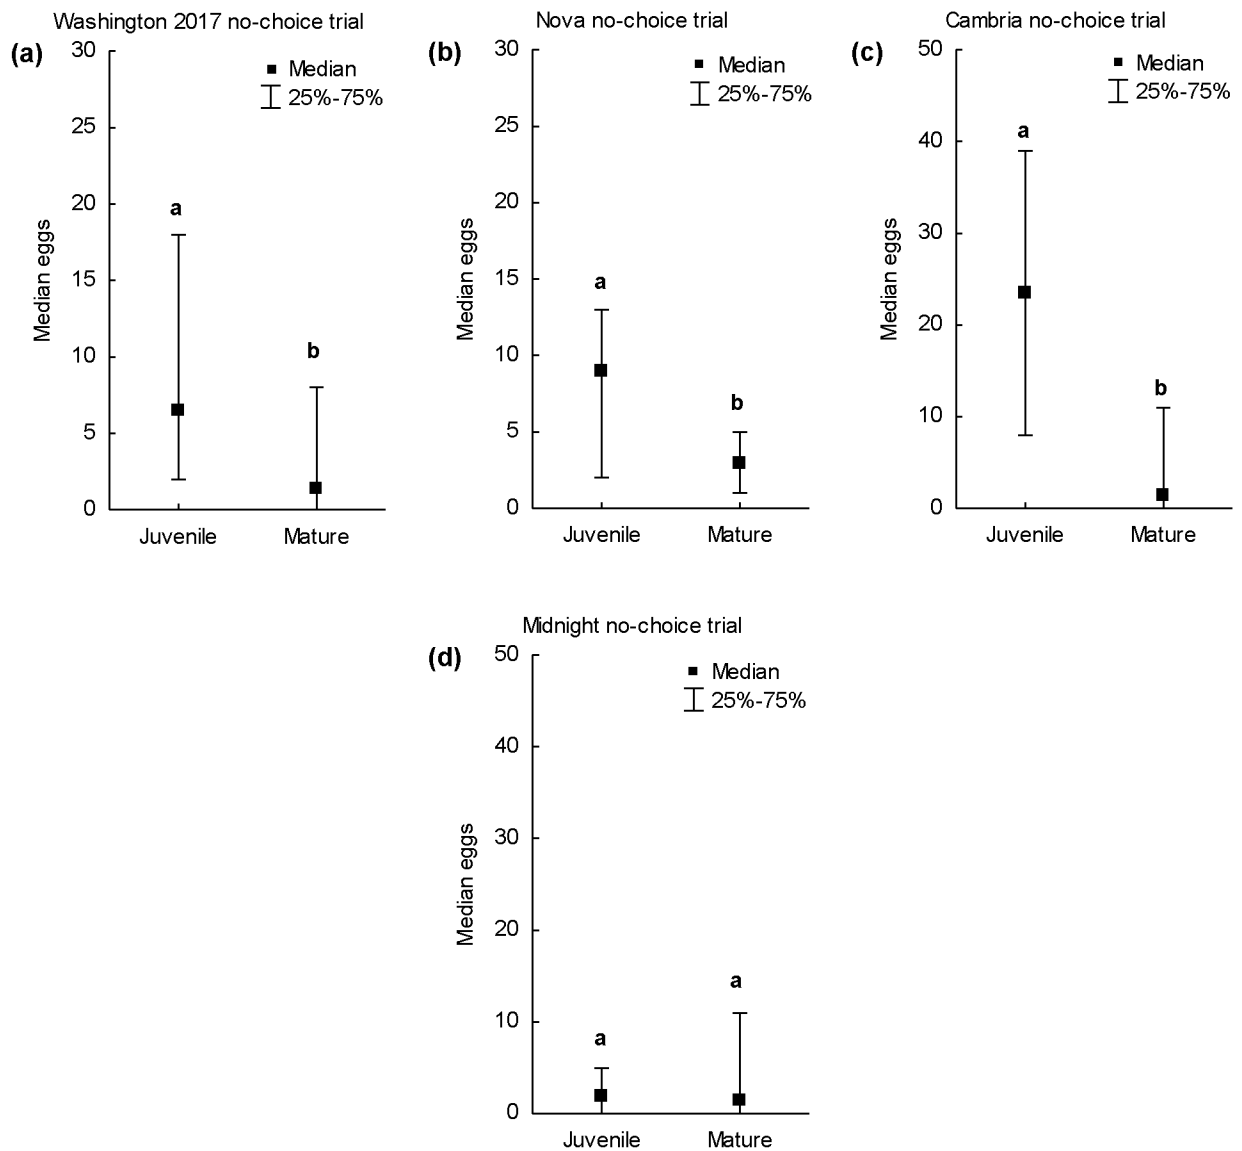 Washington 2017 no-choice trial
(a)
30
25
20
15
10
5
0
Median eggs
Median
25%-75%
a
b
Juvenile
Mature
Nova no-choice trial
(b)
30
25
20
15
10
5
0
Median eggs
Median
25%-75%
a
b
Juvenile
Mature
Cambria no-choice trial
(c)
50
40
30
20
10
0
Median eggs
Median
25%-75%
a
b
Juvenile
Mature
Midnight no-choice trial
(d)
50
40
30
20
10
0
Median eggs
Median
25%-75%
a
a
Juvenile
Mature